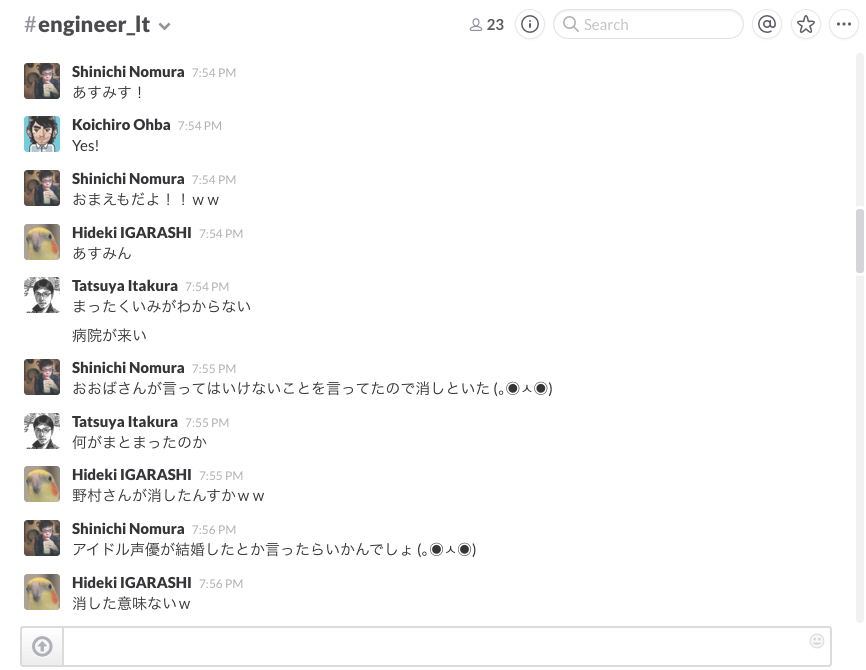 #engineer_lt
23
Search
Shinichi Nomura 7:54 PM
あすみす！
Koichiro Ohba 7:54 PM
Yes!
Shinichi Nomura 7:54 PM
おまえもだよ！！ｗｗ
Hideki IGARASHI 7:54 PM
あすみん
Tatsuya Itakura 7:54 PM
まったくいみがわからない
病院が来い
Shinichi Nomura 7:55 PM
おおばさんが言ってはいけないことを言ってたので消しといた (｡◉ㅅ◉)
Tatsuya Itakura 7:55 PM
何がまとまったのか
Hideki IGARASHI 7:55 PM
野村さんが消したんすかｗｗ
Shinichi Nomura 7:56 PM
アイドル声優が結婚したとか言ったらいかんでしょ (｡◉ㅅ◉)
Hideki IGARASHI 7:56 PM
消した意味ないｗ